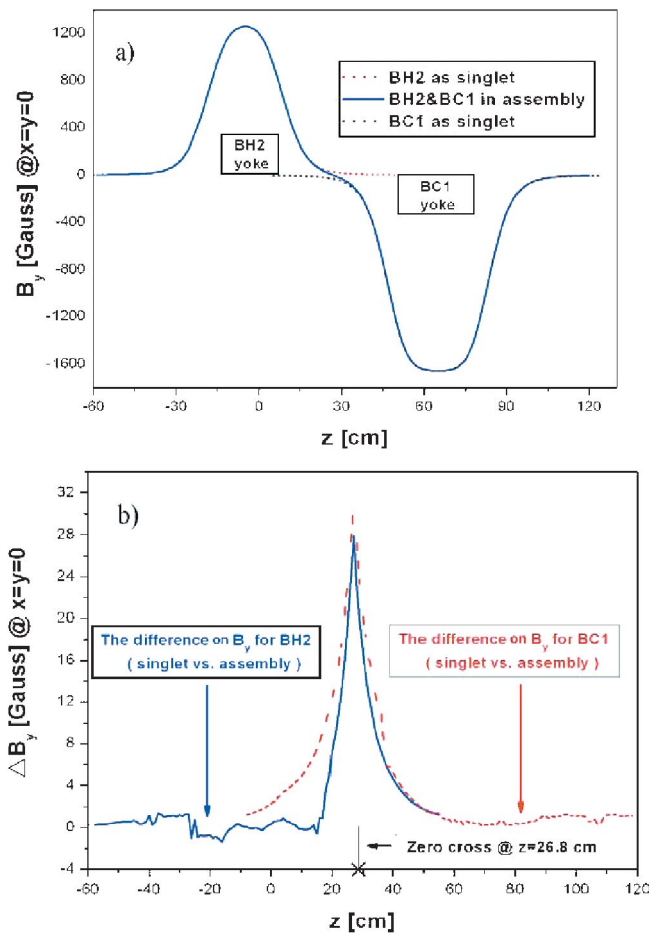 a)
1200
800
400
0
-400
-800
-1200
-1600
B_y [Gauss] @x=y=0
BH2 as singlet
BH2&BC1 in assembly
BC1 as singlet
BH2
yoke
BC1
yoke
-60 -30 0 30 60 90 120
z [cm]
b)
32
28
24
20
16
12
8
4
0
-4
△B_y [Gauss] @ x=y=0
The difference on B_y for BH2
( singlet vs. assembly )
The difference on B_y for BC1
( singlet vs. assembly )
Zero cross @ z=26.8 cm
-60 -40 -20 0 20 40 60 80 100 120
z [cm]